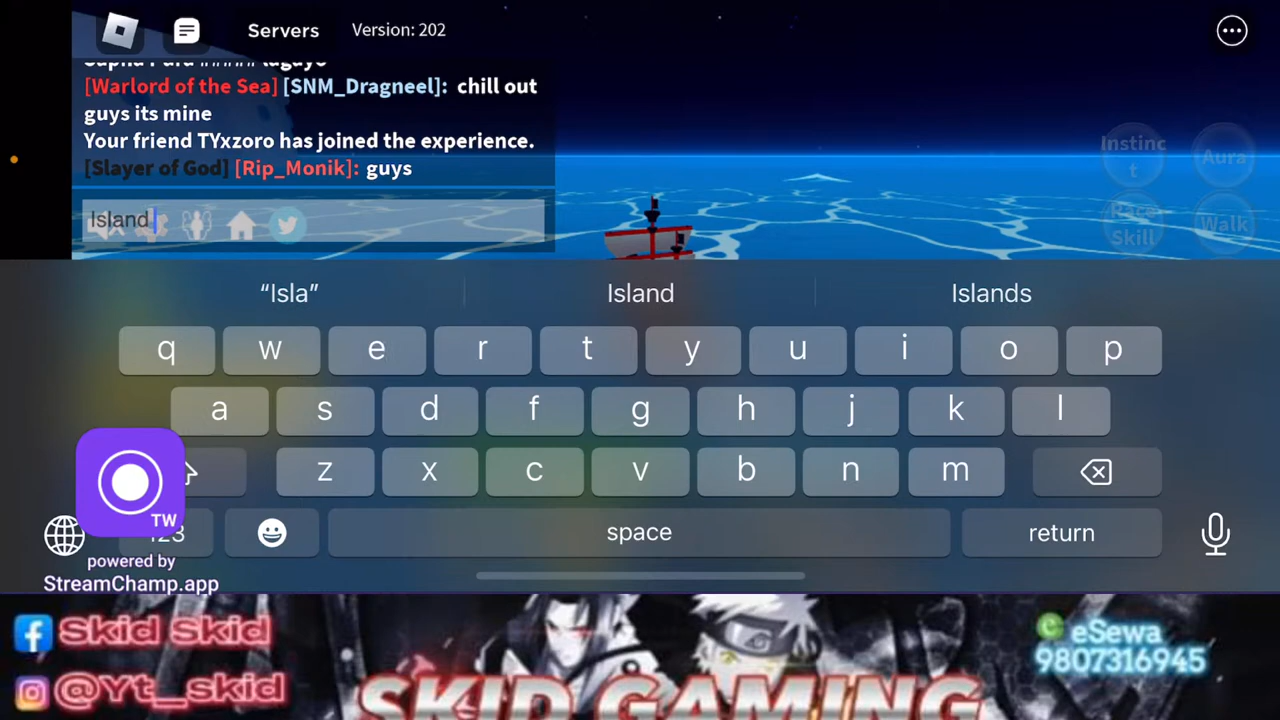 Servers Version: 202
[Warlord of the Sea] [SNM_Dragneel]: chill out
guys its mine
Your friend TYxzoro has joined the experience.
[Slayer of God] [Rip_Monik]: guys
Island
Instinc
t
Aura
Race
Skill
Walk
“Isla” Island Islands
q w e r t y u i o p
a s d f g h j k l
z x c v b n m
123 space return
TW
powered by
StreamChamp.app
Skid Skid
@Yt_skid
SKID GAMING
eSewa
9807316945